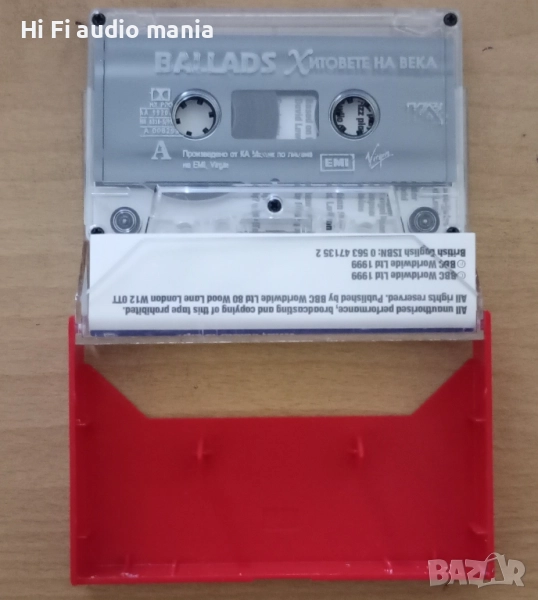 Hi Fi audio mania
BALLADS ХИТОВЕТЕ НА ВЕКА
A
Произведено от КА Мюзик по лиценз
на EMI, Virgin
EMI
Virgin
All unauthorised performance, broadcasting and copying of this tape prohibited.
All rights reserved. Published by BBC Worldwide Ltd 80 Wood Lane London W12 0TT
© BBC Worldwide Ltd 1999
℗ BBC Worldwide Ltd 1999
British English ISBN: 0 563 47135 2
BAZAR